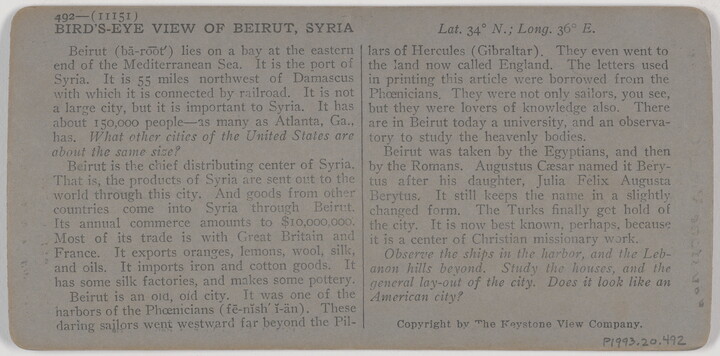 492—(11151)
BIRD'S-EYE VIEW OF BEIRUT, SYRIA
Lat. 34° N.; Long. 36° E.
Beirut (bā-ro͞ot′) lies on a bay at the eastern
end of the Mediterranean Sea. It is the port of
Syria. It is 55 miles northwest of Damascus
with which it is connected by railroad. It is not
a large city, but it is important to Syria. It has
about 150,000 people—as many as Atlanta, Ga.,
has. What other cities of the United States are
about the same size?
Beirut is the chief distributing center of Syria.
That is, the products of Syria are sent out to the
world through this city. And goods from other
countries come into Syria through Beirut.
Its annual commerce amounts to $10,000,000.
Most of its trade is with Great Britain and
France. It exports oranges, lemons, wool, silk,
and oils. It imports iron and cotton goods. It
has some silk factories, and makes some pottery.
Beirut is an old, old city. It was one of the
harbors of the Phœnicians (fē-nĭsh′ ĭ-ăn). These
daring sailors went westward far beyond the Pil-
lars of Hercules (Gibraltar). They even went to
the land now called England. The letters used
in printing this article were borrowed from the
Phœnicians. They were not only sailors, you see,
but they were lovers of knowledge also. There
are in Beirut today a university, and an observa-
tory to study the heavenly bodies.
Beirut was taken by the Egyptians, and then
by the Romans. Augustus Cæsar named it Bery-
tus after his daughter, Julia Felix Augusta
Berytus. It still keeps the name in a slightly
changed form. The Turks finally got hold of
the city. It is now best known, perhaps, because
it is a center of Christian missionary work.
Observe the ships in the harbor, and the Leb-
anon hills beyond. Study the houses, and the
general lay-out of the city. Does it look like an
American city?
Copyright by The Keystone View Company.
P1993.20.492